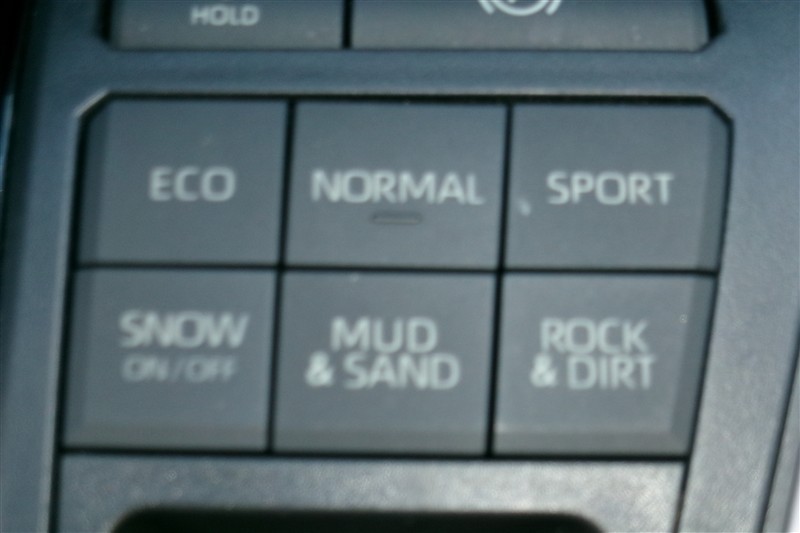 HOLD
ECO
NORMAL
SPORT
SNOW
ON/OFF
MUD
& SAND
ROCK
& DIRT